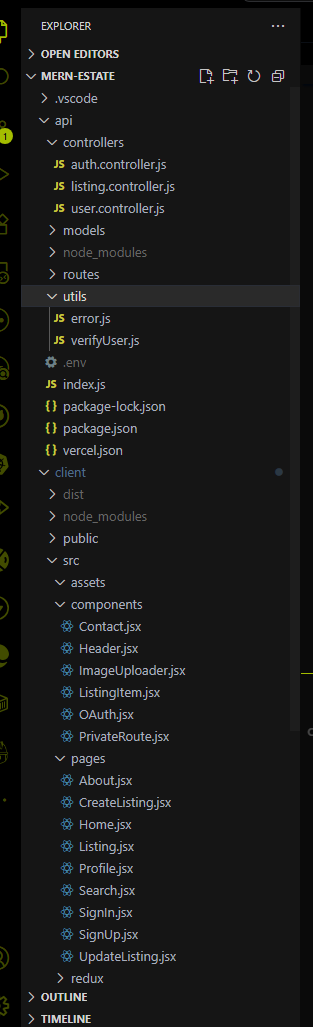 EXPLORER
OPEN EDITORS
MERN-ESTATE
.vscode
api
controllers
JS auth.controller.js
JS listing.controller.js
JS user.controller.js
models
node_modules
routes
utils
JS error.js
JS verifyUser.js
.env
JS index.js
{} package-lock.json
{} package.json
{} vercel.json
client
dist
node_modules
public
src
assets
components
Contact.jsx
Header.jsx
ImageUploader.jsx
ListingItem.jsx
OAuth.jsx
PrivateRoute.jsx
pages
About.jsx
CreateListing.jsx
Home.jsx
Listing.jsx
Profile.jsx
Search.jsx
SignIn.jsx
SignUp.jsx
UpdateListing.jsx
redux
OUTLINE
TIMELINE
1